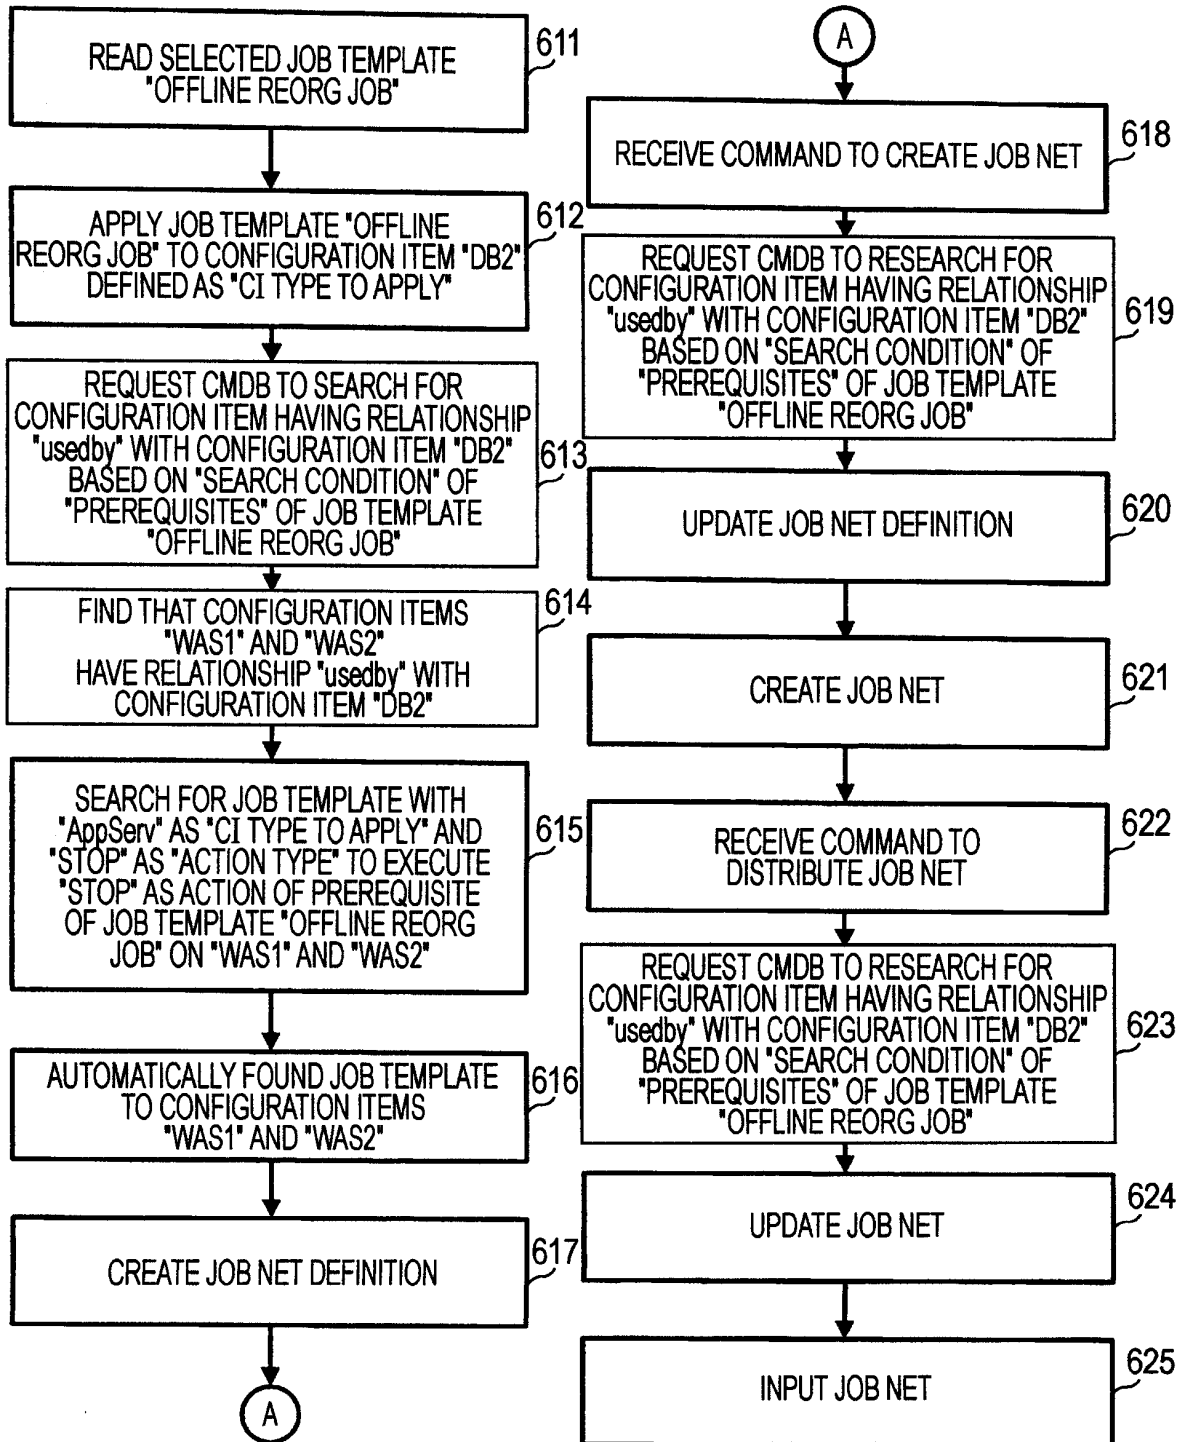 READ SELECTED JOB TEMPLATE
"OFFLINE REORG JOB"
611
APPLY JOB TEMPLATE "OFFLINE
REORG JOB" TO CONFIGURATION ITEM "DB2"
DEFINED AS "CI TYPE TO APPLY"
612
REQUEST CMDB TO SEARCH FOR
CONFIGURATION ITEM HAVING RELATIONSHIP
"usedby" WITH CONFIGURATION ITEM "DB2"
BASED ON "SEARCH CONDITION" OF
"PREREQUISITES" OF JOB TEMPLATE
"OFFLINE REORG JOB"
613
FIND THAT CONFIGURATION ITEMS
"WAS1" AND "WAS2"
HAVE RELATIONSHIP "usedby" WITH
CONFIGURATION ITEM "DB2"
614
SEARCH FOR JOB TEMPLATE WITH
"AppServ" AS "CI TYPE TO APPLY" AND
"STOP" AS "ACTION TYPE" TO EXECUTE
"STOP" AS ACTION OF PREREQUISITE
OF JOB TEMPLATE "OFFLINE REORG
JOB" ON "WAS1" AND "WAS2"
615
AUTOMATICALLY FOUND JOB TEMPLATE
TO CONFIGURATION ITEMS
"WAS1" AND "WAS2"
616
CREATE JOB NET DEFINITION
617
A
A
RECEIVE COMMAND TO CREATE JOB NET
618
REQUEST CMDB TO RESEARCH FOR
CONFIGURATION ITEM HAVING RELATIONSHIP
"usedby" WITH CONFIGURATION ITEM "DB2"
BASED ON "SEARCH CONDITION" OF
"PREREQUISITES" OF JOB TEMPLATE
"OFFLINE REORG JOB"
619
UPDATE JOB NET DEFINITION
620
CREATE JOB NET
621
RECEIVE COMMAND TO
DISTRIBUTE JOB NET
622
REQUEST CMDB TO RESEARCH FOR
CONFIGURATION ITEM HAVING RELATIONSHIP
"usedby" WITH CONFIGURATION ITEM "DB2"
BASED ON "SEARCH CONDITION" OF
"PREREQUISITES" OF JOB TEMPLATE
"OFFLINE REORG JOB"
623
UPDATE JOB NET
624
INPUT JOB NET
625